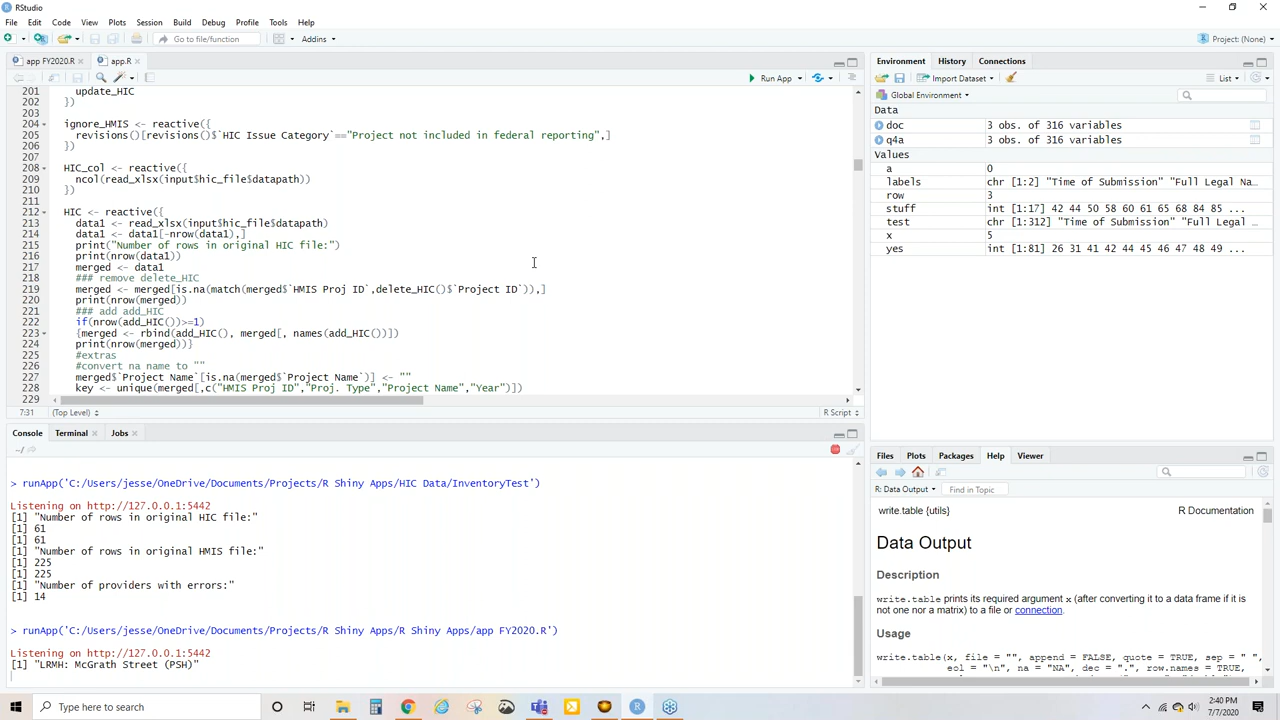 RStudio
File Edit Code View Plots Session Build Debug Profile Tools Help
Go to file/function Addins Project: (None)
app FY2020.R app.R
Run App
201 update_HIC
202 })
203
204 ignore_HMIS <- reactive({
205 revisions()[revisions()$`HIC Issue Category`=="Project not included in federal reporting",]
206 })
207
208 HIC_col <- reactive({
209 ncol(read_xlsx(input$hic_file$datapath))
210 })
211
212 HIC <- reactive({
213 data1 <- read_xlsx(input$hic_file$datapath)
214 data1 <- data1[-nrow(data1),]
215 print("Number of rows in original HIC file:")
216 print(nrow(data1))
217 merged <- data1
218 ### remove delete_HIC
219 merged <- merged[is.na(match(merged$`HMIS Proj ID`,delete_HIC()$`Project ID`)),]
220 print(nrow(merged))
221 ### add add_HIC
222 if(nrow(add_HIC())>=1)
223 {merged <- rbind(add_HIC(), merged[, names(add_HIC())])
224 print(nrow(merged))}
225 #extras
226 #convert na name to ""
227 merged$`Project Name`[is.na(merged$`Project Name`)] <- ""
228 key <- unique(merged[,c("HMIS Proj ID","Proj. Type","Project Name","Year")])
229
7:31 (Top Level) R Script
Console Terminal Jobs
~/
> runApp('C:/Users/jesse/OneDrive/Documents/Projects/R Shiny Apps/HIC Data/InventoryTest')
Listening on http://127.0.0.1:5442
[1] "Number of rows in original HIC file:"
[1] 61
[1] 61
[1] "Number of rows in original HMIS file:"
[1] 225
[1] 225
[1] "Number of providers with errors:"
[1] 14
> runApp('C:/Users/jesse/OneDrive/Documents/Projects/R Shiny Apps/R Shiny Apps/app FY2020.R')
Listening on http://127.0.0.1:5442
[1] "LRMH: McGrath Street (PSH)"
Environment History Connections
Import Dataset List
Global Environment
Data
doc 3 obs. of 316 variables
q4a 3 obs. of 316 variables
Values
a 0
labels chr [1:2] "Time of Submission" "Full Legal Na…
row 3
stuff int [1:17] 42 44 50 58 60 61 65 68 84 85 ...
test chr [1:312] "Time of Submission" "Full Legal …
x 5
yes int [1:81] 26 31 41 42 44 45 46 47 48 49 ...
Files Plots Packages Help Viewer
R: Data Output Find in Topic
write.table {utils} R Documentation
Data Output
Description
write.table prints its required argument x (after converting it to a data frame if it is
not one nor a matrix) to a file or connection.
Usage
write.table(x, file = "", append = FALSE, quote = TRUE, sep = " ",
eol = "\n", na = "NA", dec = ".", row.names = TRUE,
Type here to search
2:40 PM
7/7/2020